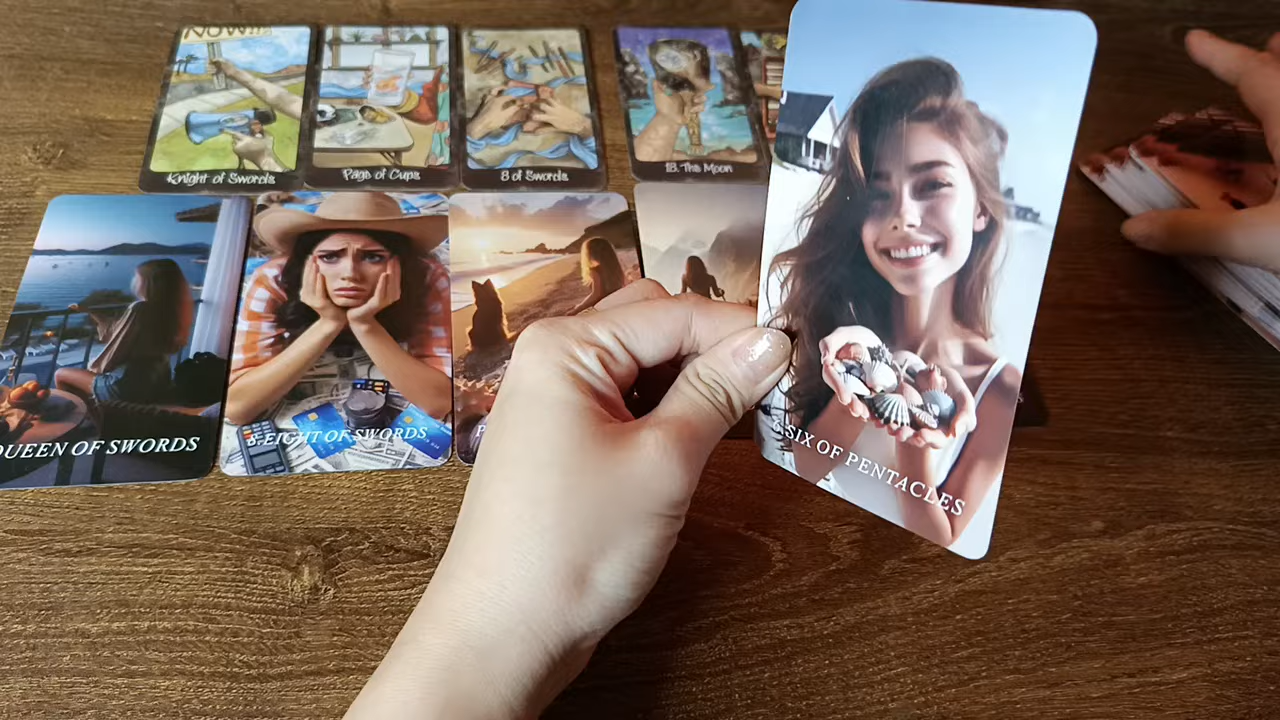 NOW!!
Knight of Swords
Page of Cups
8 of Swords
18. The Moon
QUEEN OF SWORDS
8 EIGHT OF SWORDS
P
6 SIX OF PENTACLES